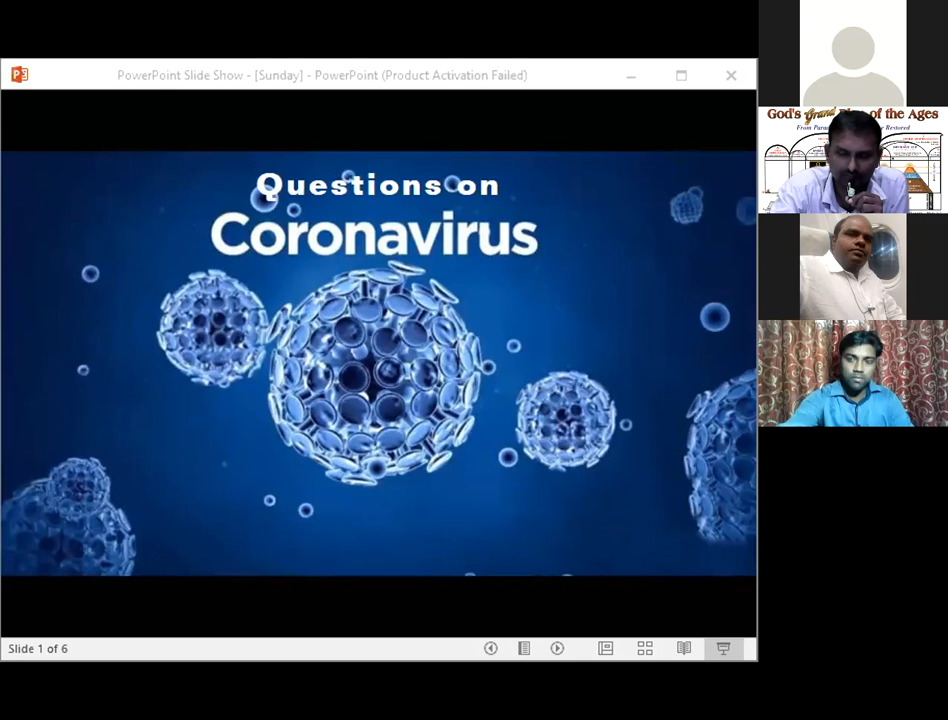 PowerPoint Slide Show - [Sunday] - PowerPoint (Product Activation Failed)
Questions on
Coronavirus
Slide 1 of 6
God's Grand of the Ages
Restored